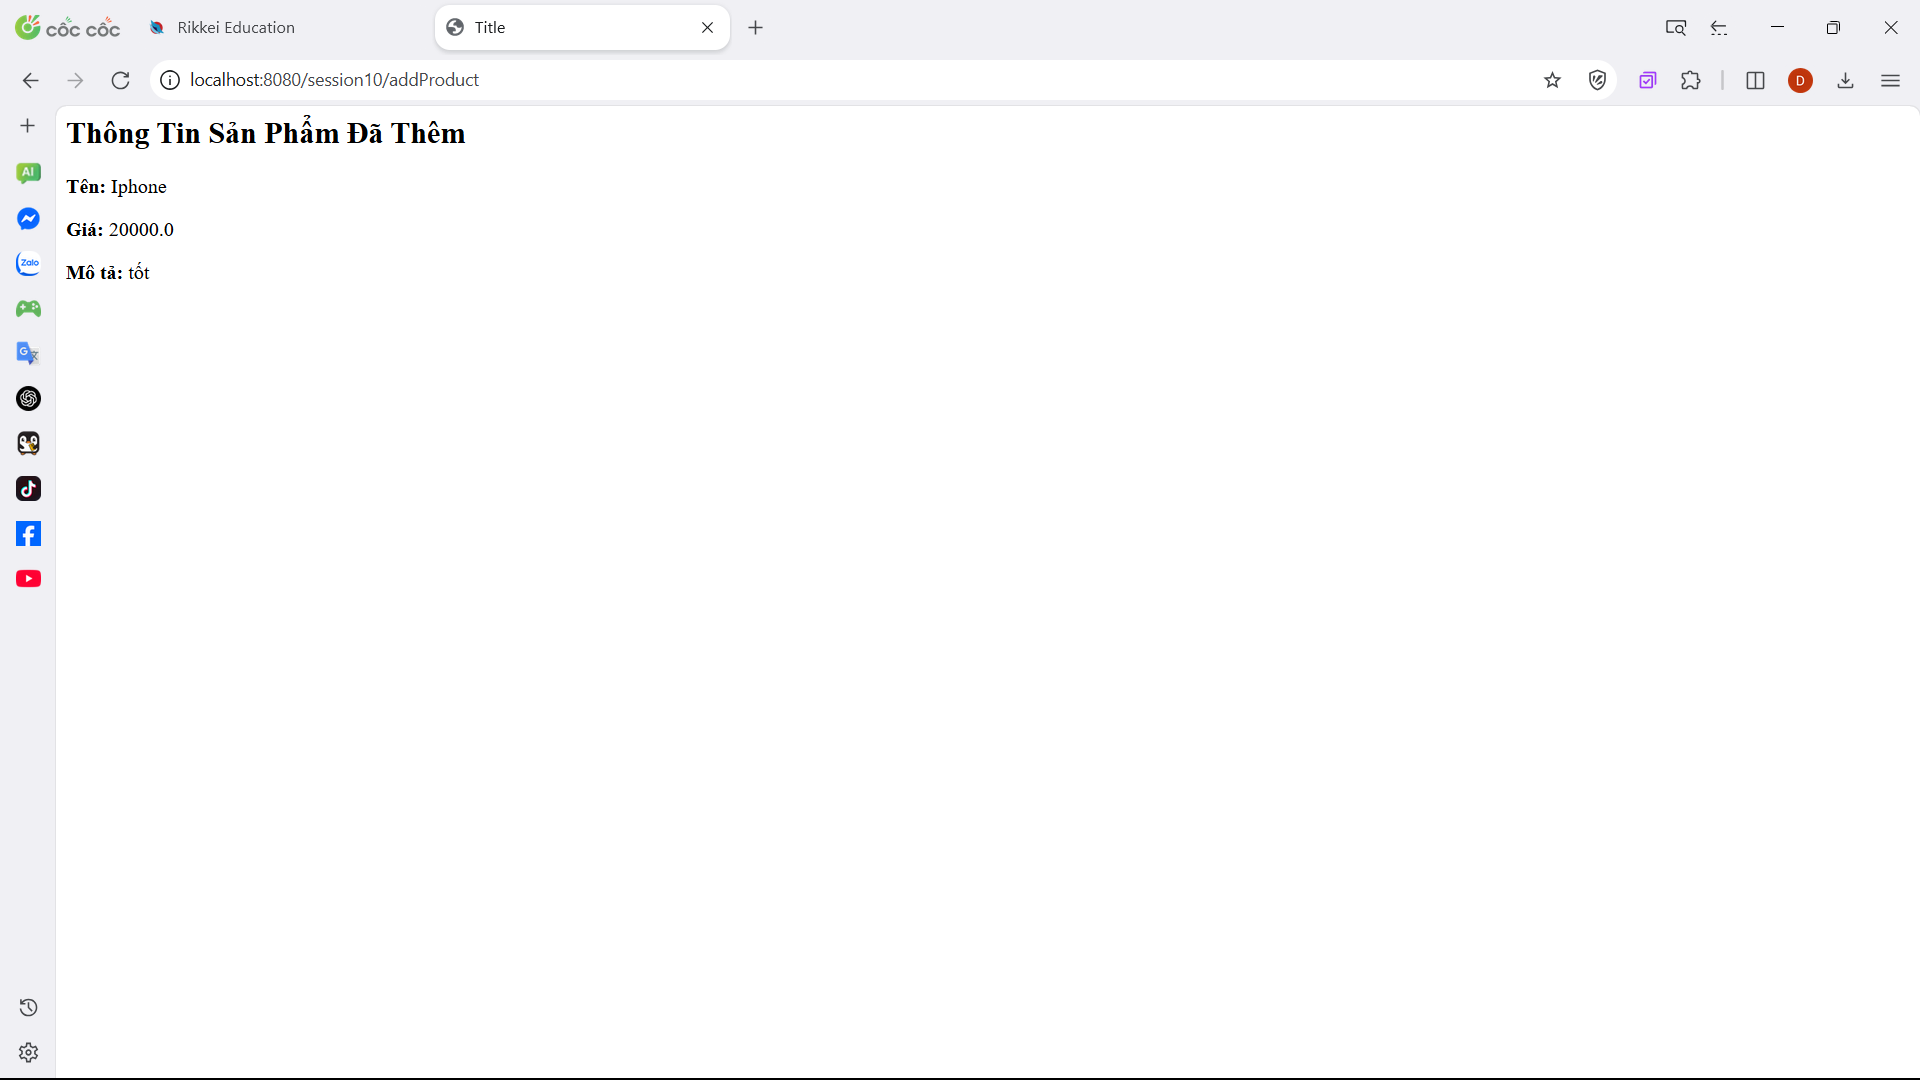 cốc cốc
Rikkei Education
Title
localhost:8080/session10/addProduct
D
Thông Tin Sản Phẩm Đã Thêm
AI
Tên: Iphone
Giá: 20000.0
Zalo
Mô tả: tốt